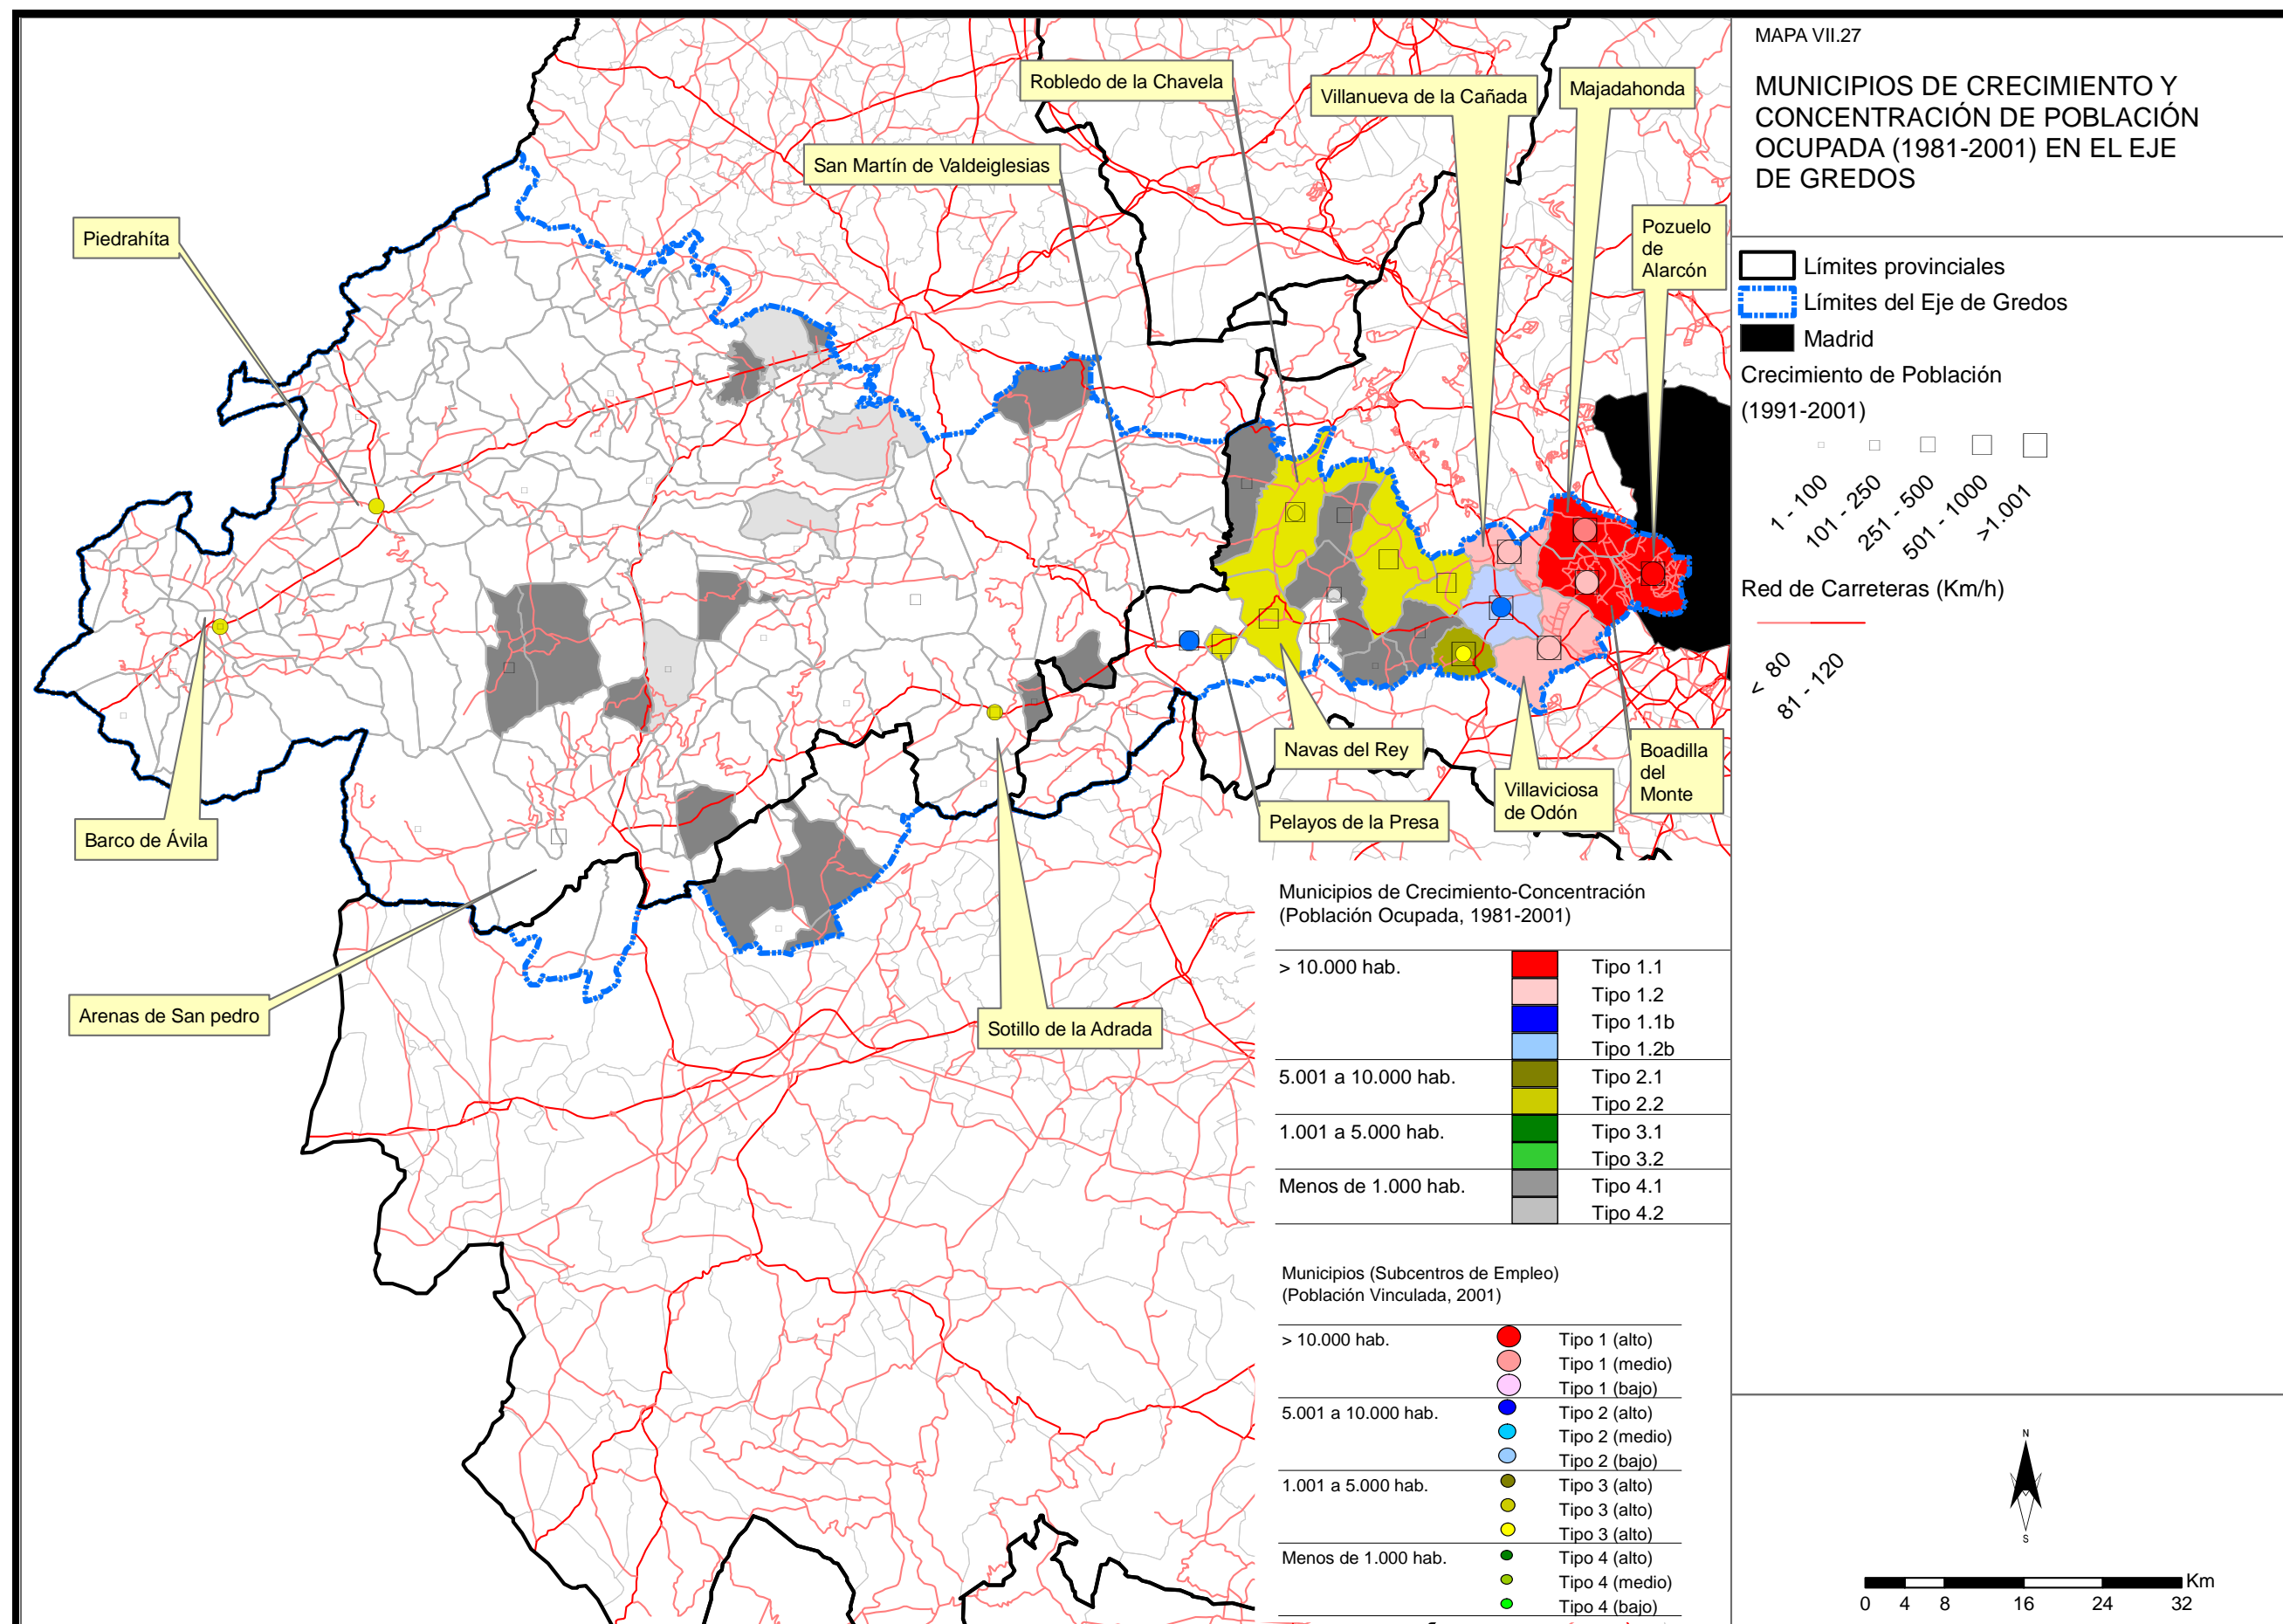 MAPA VII.27
MUNICIPIOS DE CRECIMIENTO Y
CONCENTRACIÓN DE POBLACIÓN
OCUPADA (1981-2001) EN EL EJE
DE GREDOS
Límites provinciales
Límites del Eje de Gredos
Madrid
Crecimiento de Población
(1991-2001)
1 - 100
101 - 250
251 - 500
501 - 1000
>1.001
Red de Carreteras (Km/h)
< 80
81 - 120
Robledo de la Chavela
Villanueva de la Cañada
Majadahonda
San Martín de Valdeiglesias
Pozuelo
de
Alarcón
Piedrahíta
Navas del Rey
Boadilla
del
Monte
Villaviciosa
de Odón
Pelayos de la Presa
Barco de Ávila
Arenas de San pedro
Sotillo de la Adrada
Municipios de Crecimiento-Concentración
(Población Ocupada, 1981-2001)
> 10.000 hab.
Tipo 1.1
Tipo 1.2
Tipo 1.1b
Tipo 1.2b
5.001 a 10.000 hab.
Tipo 2.1
Tipo 2.2
1.001 a 5.000 hab.
Tipo 3.1
Tipo 3.2
Menos de 1.000 hab.
Tipo 4.1
Tipo 4.2
Municipios (Subcentros de Empleo)
(Población Vinculada, 2001)
> 10.000 hab.
Tipo 1 (alto)
Tipo 1 (medio)
Tipo 1 (bajo)
5.001 a 10.000 hab.
Tipo 2 (alto)
Tipo 2 (medio)
Tipo 2 (bajo)
1.001 a 5.000 hab.
Tipo 3 (alto)
Tipo 3 (alto)
Tipo 3 (alto)
Menos de 1.000 hab.
Tipo 4 (alto)
Tipo 4 (medio)
Tipo 4 (bajo)
N
S
Km
0 4 8 16 24 32